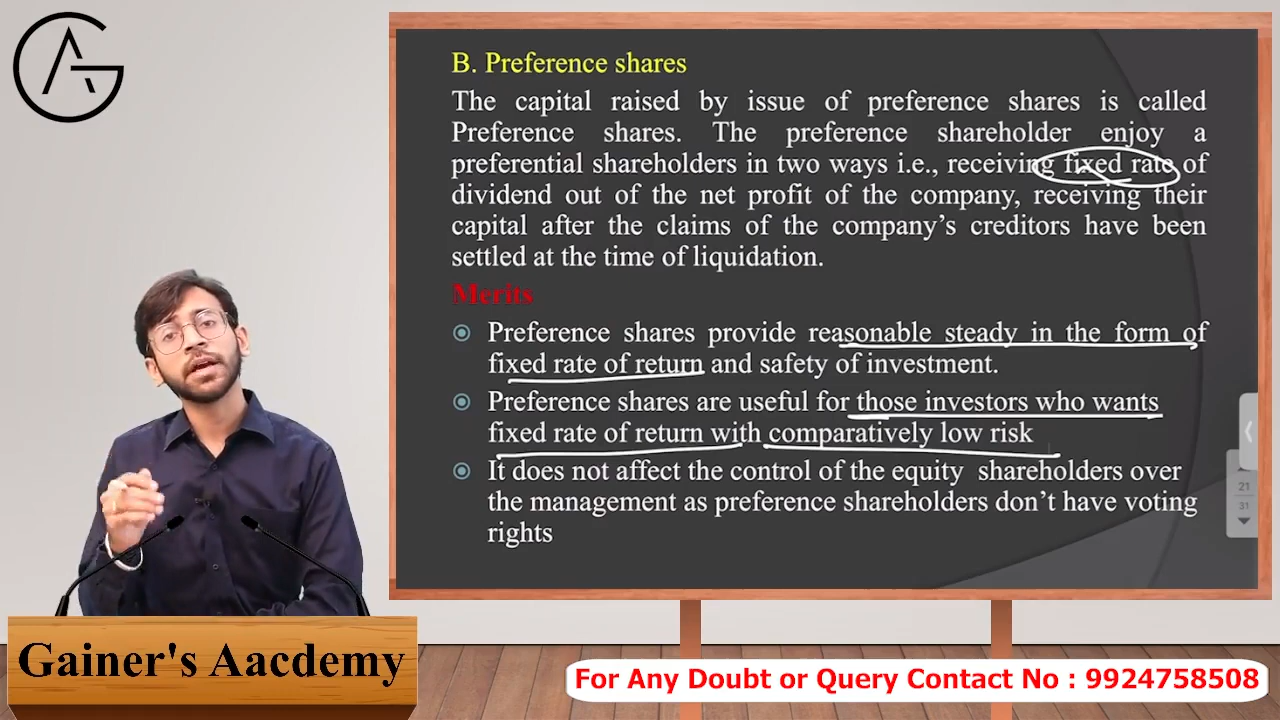 B. Preference shares
The capital raised by issue of preference shares is called
Preference shares. The preference shareholder enjoy a
preferential shareholders in two ways i.e., receiving fixed rate of
dividend out of the net profit of the company, receiving their
capital after the claims of the company's creditors have been
settled at the time of liquidation.
Merits
Preference shares provide reasonable steady in the form of
fixed rate of return and safety of investment.
Preference shares are useful for those investors who wants
fixed rate of return with comparatively low risk
It does not affect the control of the equity shareholders over
the management as preference shareholders don't have voting
rights
21
31
Gainer's Aacdemy
For Any Doubt or Query Contact No : 9924758508